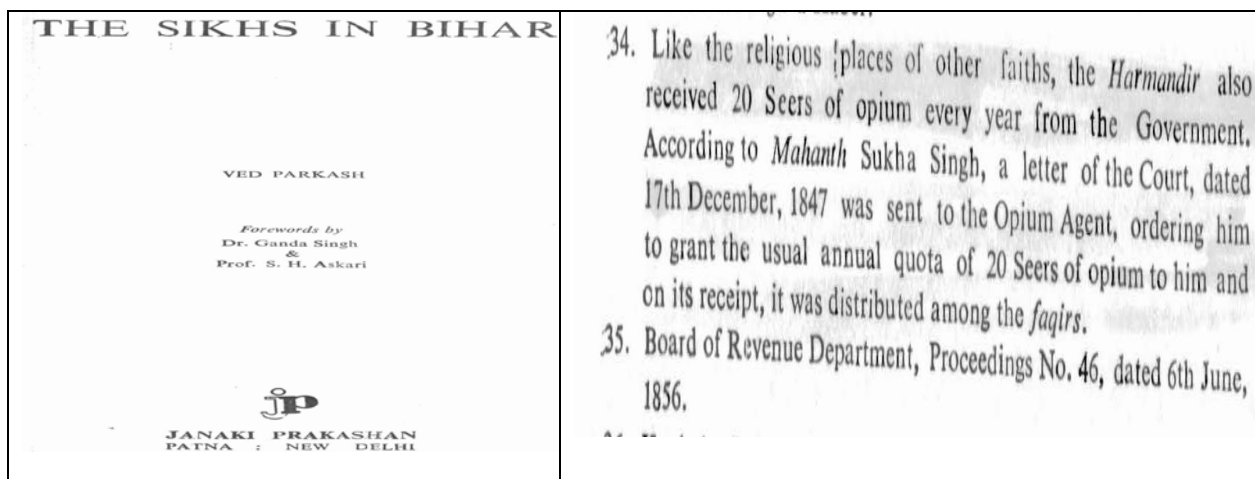 THE SIKHS IN BIHAR
VED PARKASH
Forewords by
Dr. Ganda Singh
&
Prof. S. H. Askari
jp
JANAKI PRAKASHAN
PATNA : NEW DELHI
34. Like the religious places of other faiths, the Harmandir also
received 20 Seers of opium every year from the Government.
According to Mahanth Sukha Singh, a letter of the Court, dated
17th December, 1847 was sent to the Opium Agent, ordering him
to grant the usual annual quota of 20 Seers of opium to him and
on its receipt, it was distributed among the faqirs.
35. Board of Revenue Department, Proceedings No. 46, dated 6th June,
1856.